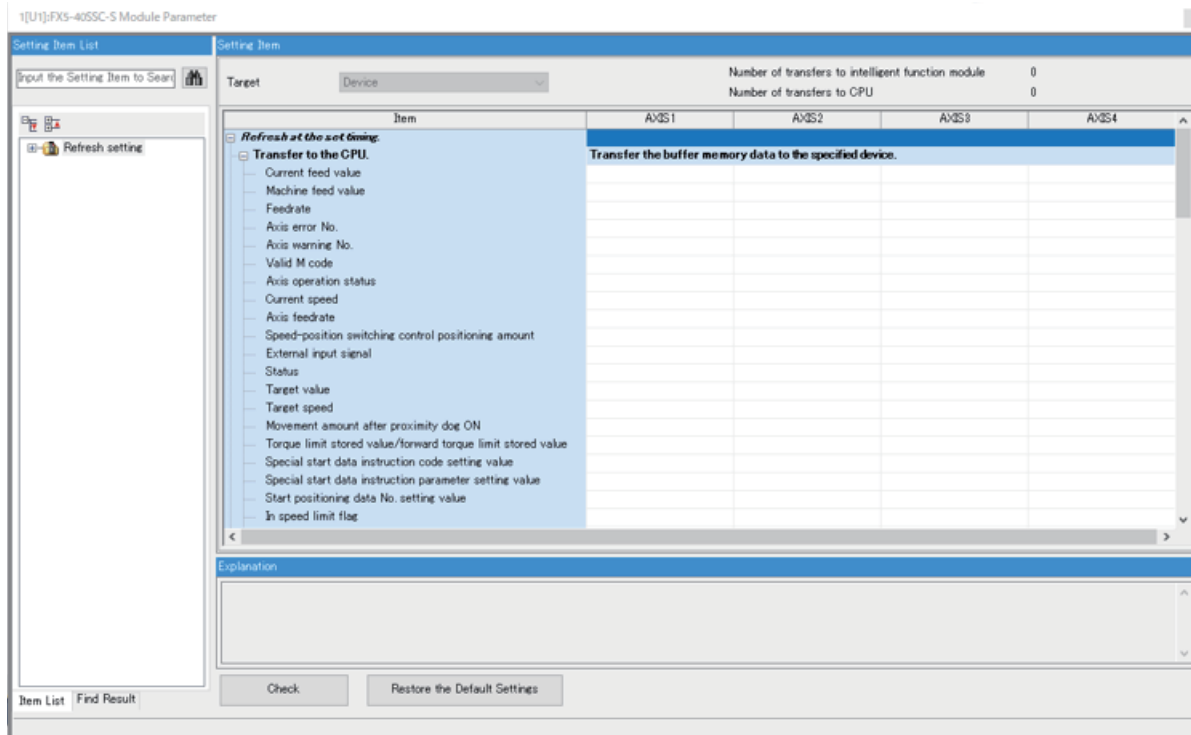 1[U1]:FX5-40SSC-S Module Parameter
Setting Item List
Setting Item
Input the Setting Item to Searc
Target
Device
Number of transfers to intelligent function module 0
Number of transfers to CPU 0
Refresh setting
Item AXIS1 AXIS2 AXIS3 AXIS4
Refresh at the set timing.
Transfer to the CPU. Transfer the buffer memory data to the specified device.
Current feed value
Machine feed value
Feedrate
Axis error No.
Axis warning No.
Valid M code
Axis operation status
Current speed
Axis feedrate
Speed-position switching control positioning amount
External input signal
Status
Target value
Target speed
Movement amount after proximity dog ON
Torque limit stored value/forward torque limit stored value
Special start data instruction code setting value
Special start data instruction parameter setting value
Start positioning data No. setting value
In speed limit flag
Explanation
Check
Restore the Default Settings
Item List
Find Result